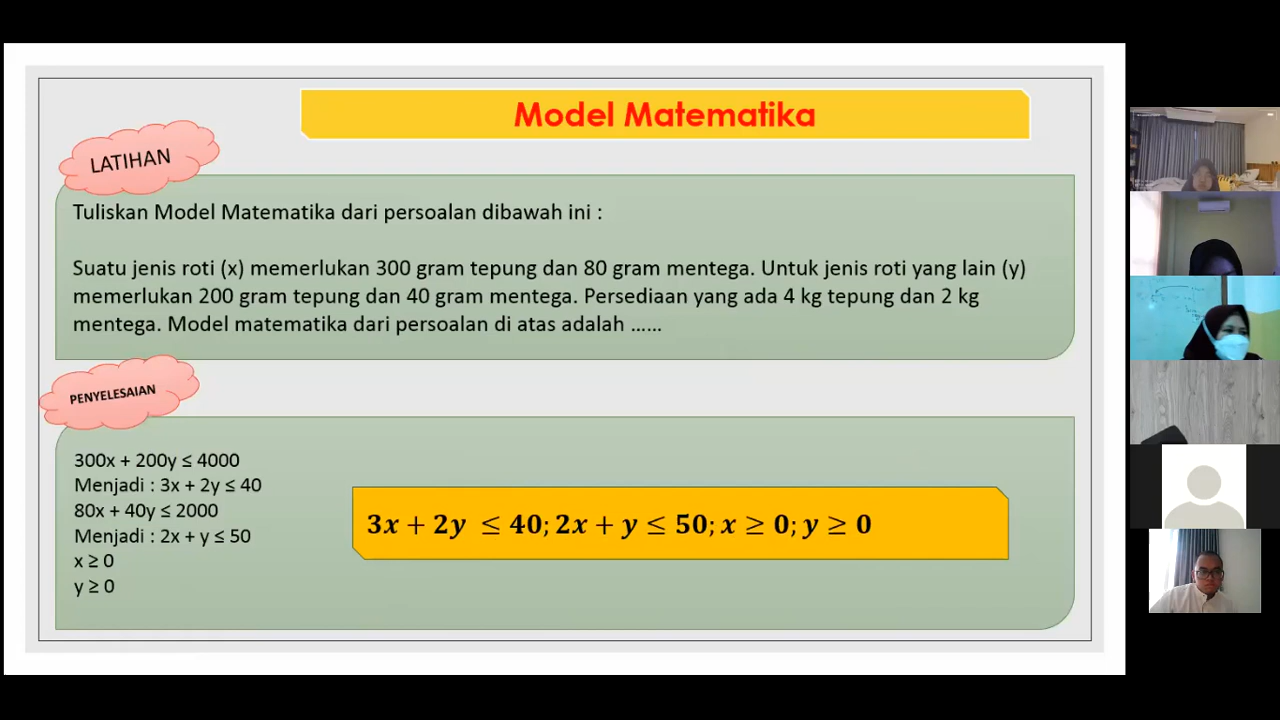 Model Matematika
LATIHAN
Tuliskan Model Matematika dari persoalan dibawah ini :
Suatu jenis roti (x) memerlukan 300 gram tepung dan 80 gram mentega. Untuk jenis roti yang lain (y)
memerlukan 200 gram tepung dan 40 gram mentega. Persediaan yang ada 4 kg tepung dan 2 kg
mentega. Model matematika dari persoalan di atas adalah ......
PENYELESAIAN
300x + 200y ≤ 4000
Menjadi : 3x + 2y ≤ 40
80x + 40y ≤ 2000
Menjadi : 2x + y ≤ 50
x ≥ 0
y ≥ 0
3x + 2y ≤ 40; 2x + y ≤ 50; x ≥ 0; y ≥ 0